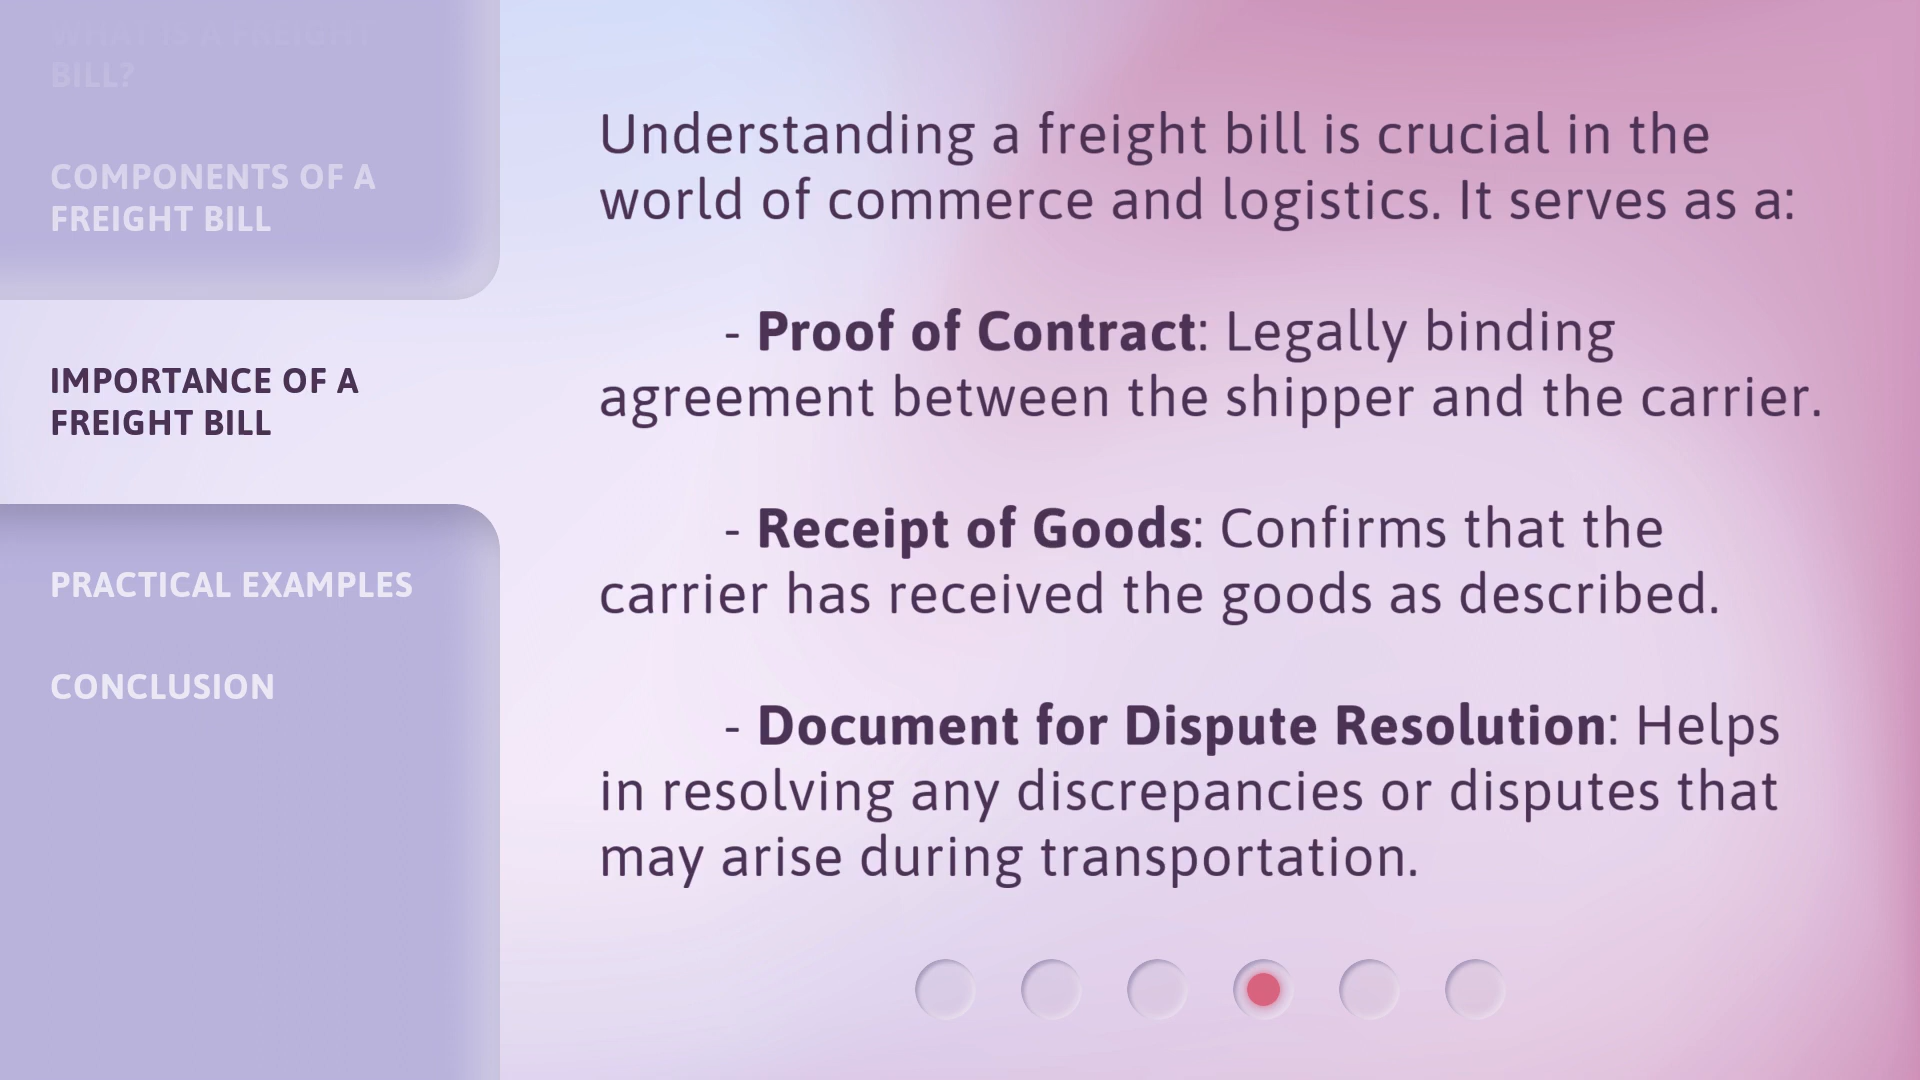 WHAT IS A FREIGHT
BILL?
COMPONENTS OF A
FREIGHT BILL
IMPORTANCE OF A
FREIGHT BILL
PRACTICAL EXAMPLES
CONCLUSION
Understanding a freight bill is crucial in the
world of commerce and logistics. It serves as a:
- Proof of Contract: Legally binding
agreement between the shipper and the carrier.
- Receipt of Goods: Confirms that the
carrier has received the goods as described.
- Document for Dispute Resolution: Helps
in resolving any discrepancies or disputes that
may arise during transportation.